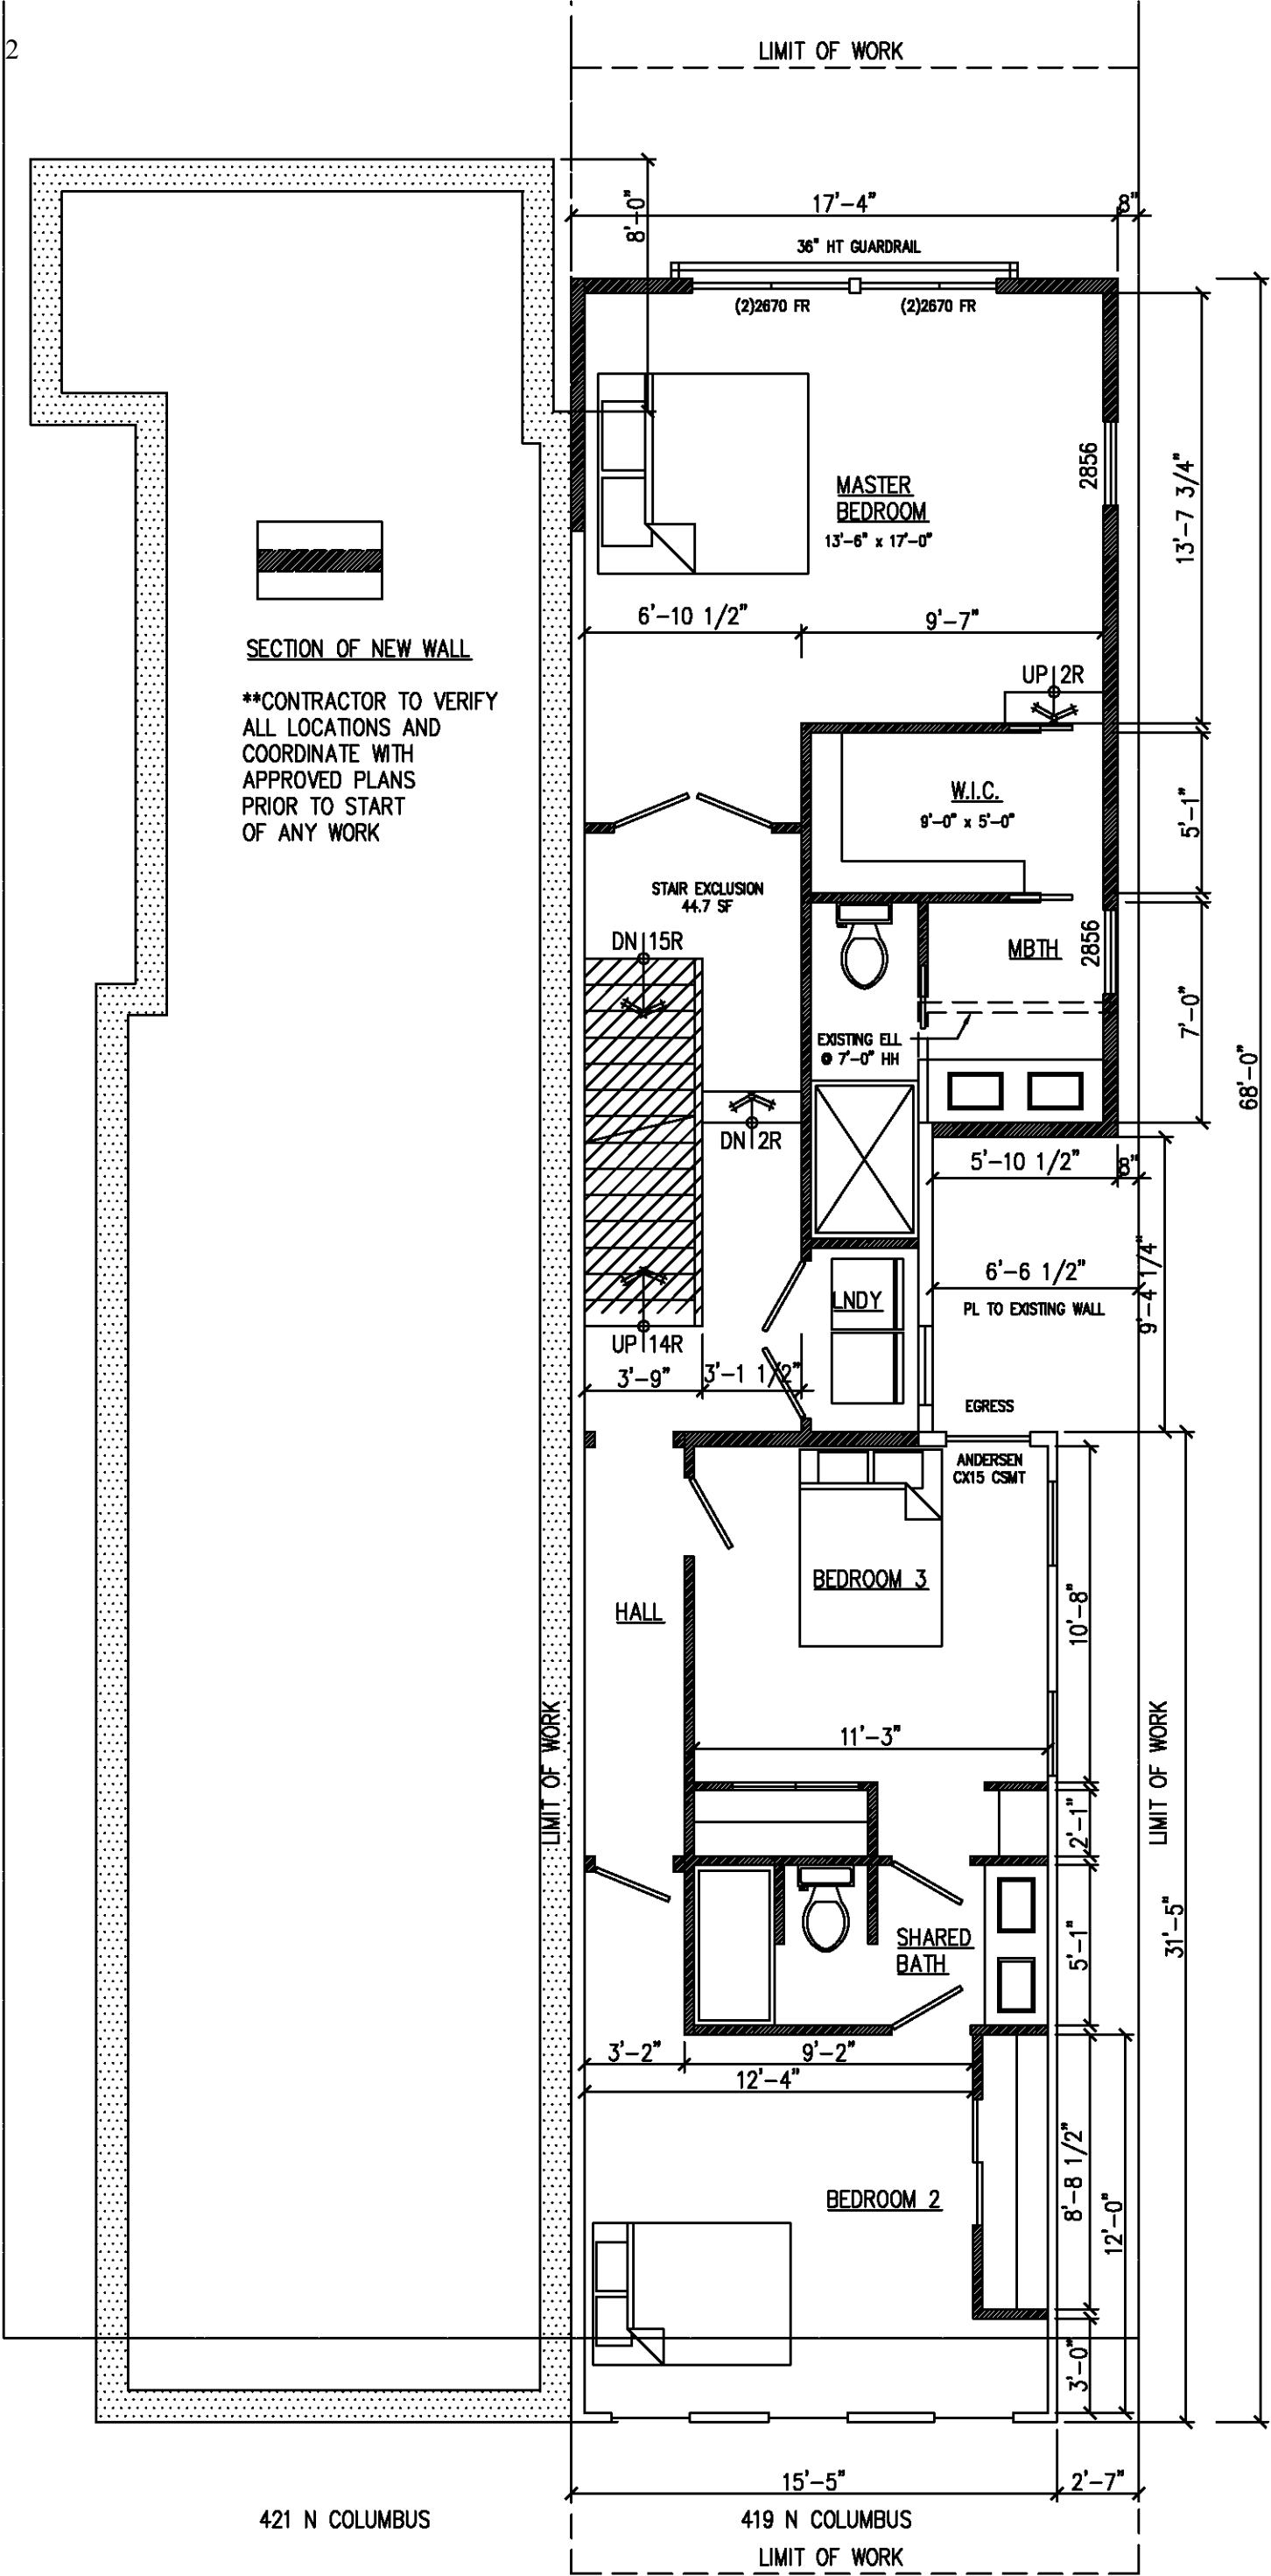 2
LIMIT OF WORK
8'-0"
17'-4"
8"
36" HT GUARDRAIL
(2)2670 FR
(2)2670 FR
2856
13'-7 3/4"
MASTER
BEDROOM
13'-6" x 17'-0"
6'-10 1/2"
9'-7"
SECTION OF NEW WALL
**CONTRACTOR TO VERIFY
ALL LOCATIONS AND
COORDINATE WITH
APPROVED PLANS
PRIOR TO START
OF ANY WORK
UP 2R
W.I.C.
9'-0" x 5'-0"
5'-1"
STAIR EXCLUSION
44.7 SF
DN 15R
MBTH
2856
7'-0"
EXISTING ELL
@ 7'-0" HH
68'-0"
DN 2R
5'-10 1/2"
8"
9'-4 1/4"
6'-6 1/2"
PL TO EXISTING WALL
LNDY
UP 14R
3'-9"
3'-1 1/2"
EGRESS
ANDERSEN
CX15 CSMT
BEDROOM 3
HALL
10'-8"
LIMIT OF WORK
LIMIT OF WORK
11'-3"
2'-1"
31'-5"
SHARED
BATH
5'-1"
3'-2"
9'-2"
12'-4"
8'-8 1/2"
12'-0"
BEDROOM 2
3'-0"
15'-5"
2'-7"
421 N COLUMBUS
419 N COLUMBUS
LIMIT OF WORK